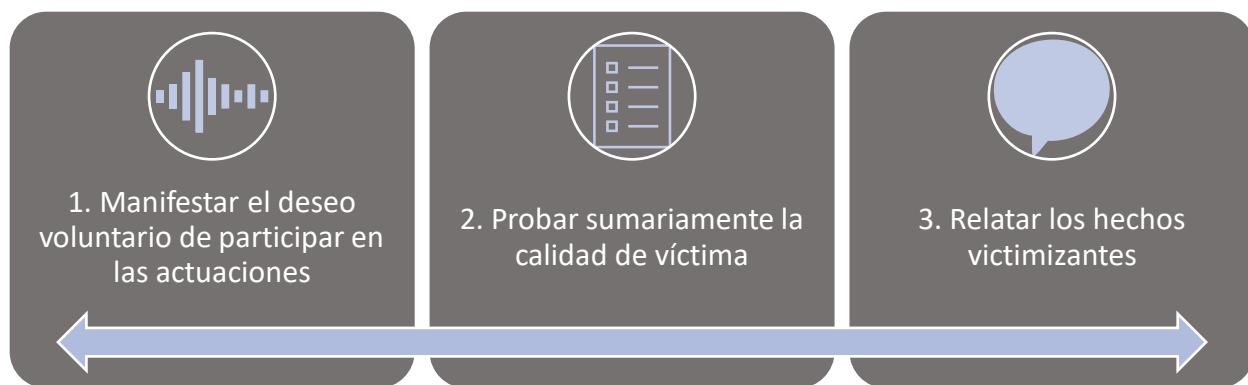 1. Manifestar el deseo
voluntario de participar en
las actuaciones
2. Probar sumariamente la
calidad de víctima
3. Relatar los hechos
victimizantes